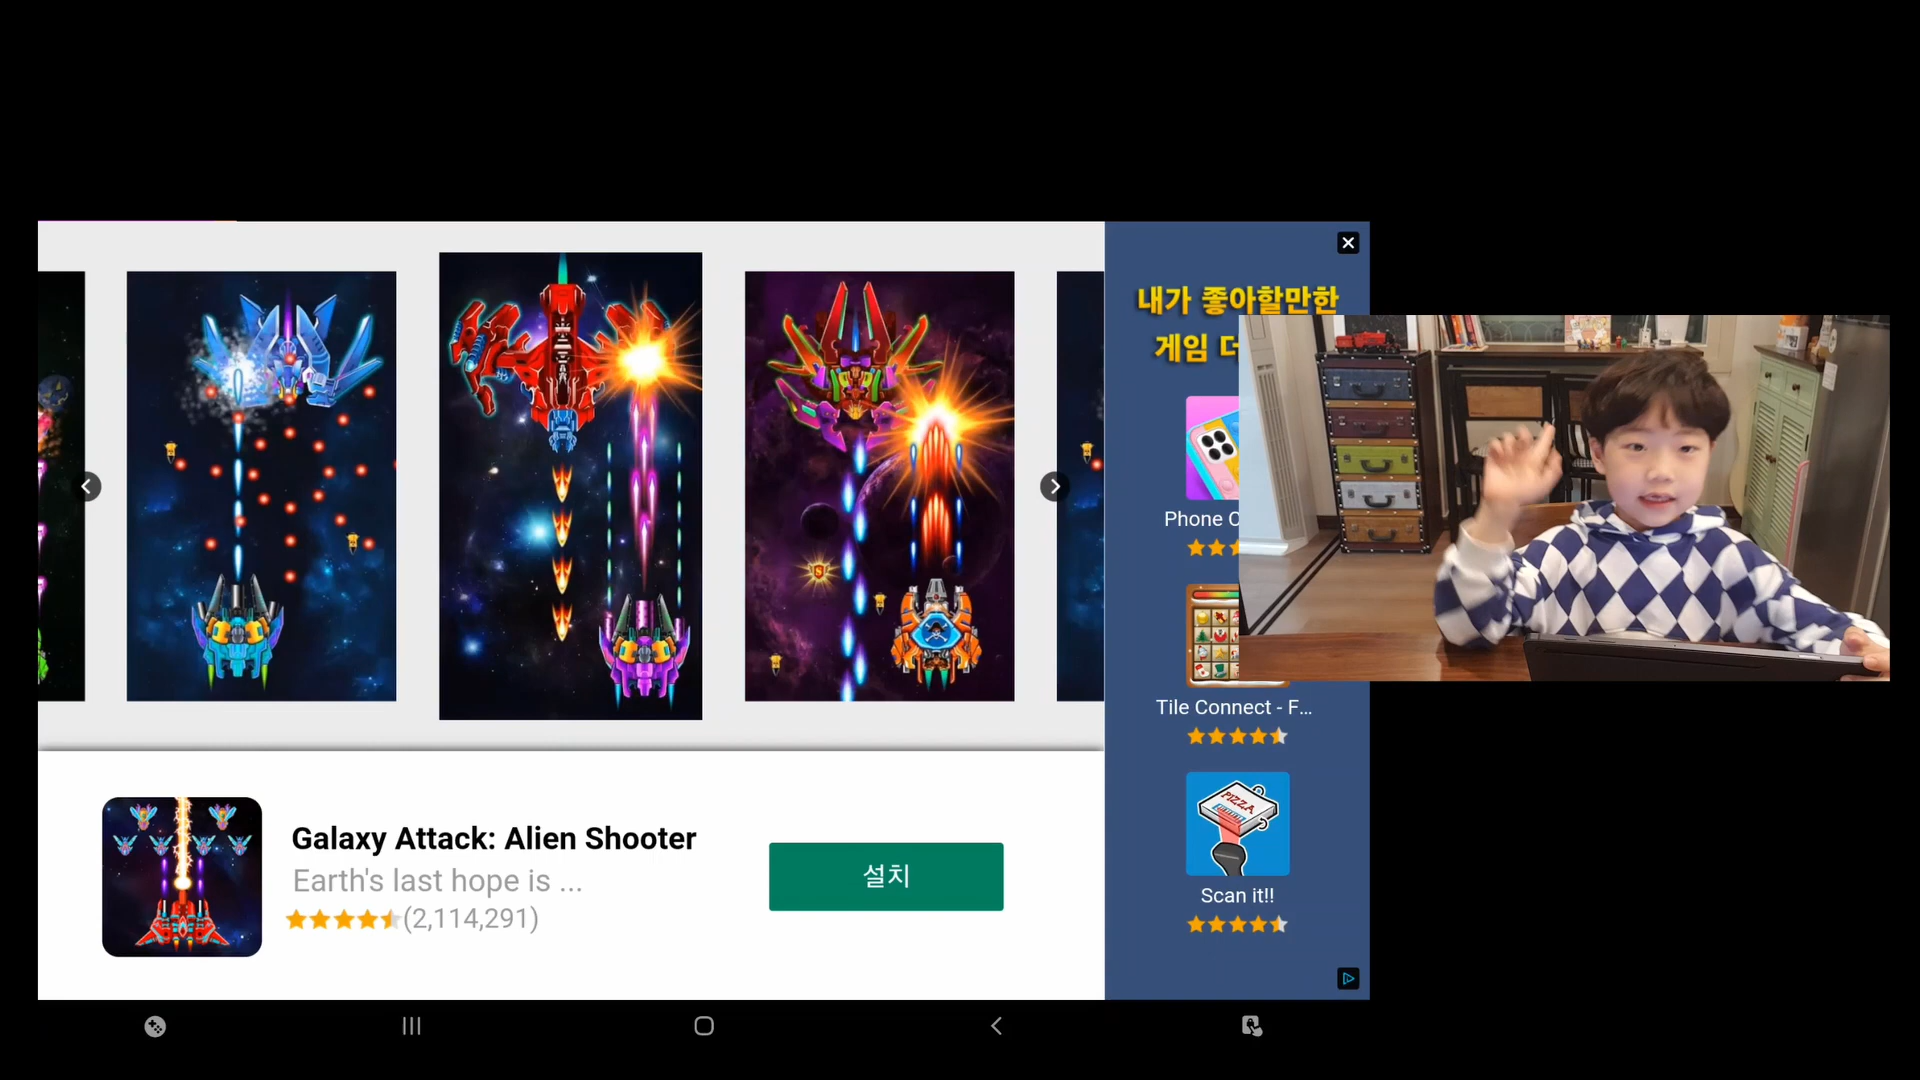 내가 좋아할만한
게임 더
Phone C
Tile Connect - F...
PIZZA
Scan it!!
Galaxy Attack: Alien Shooter
Earth's last hope is ...
(2,114,291)
설치